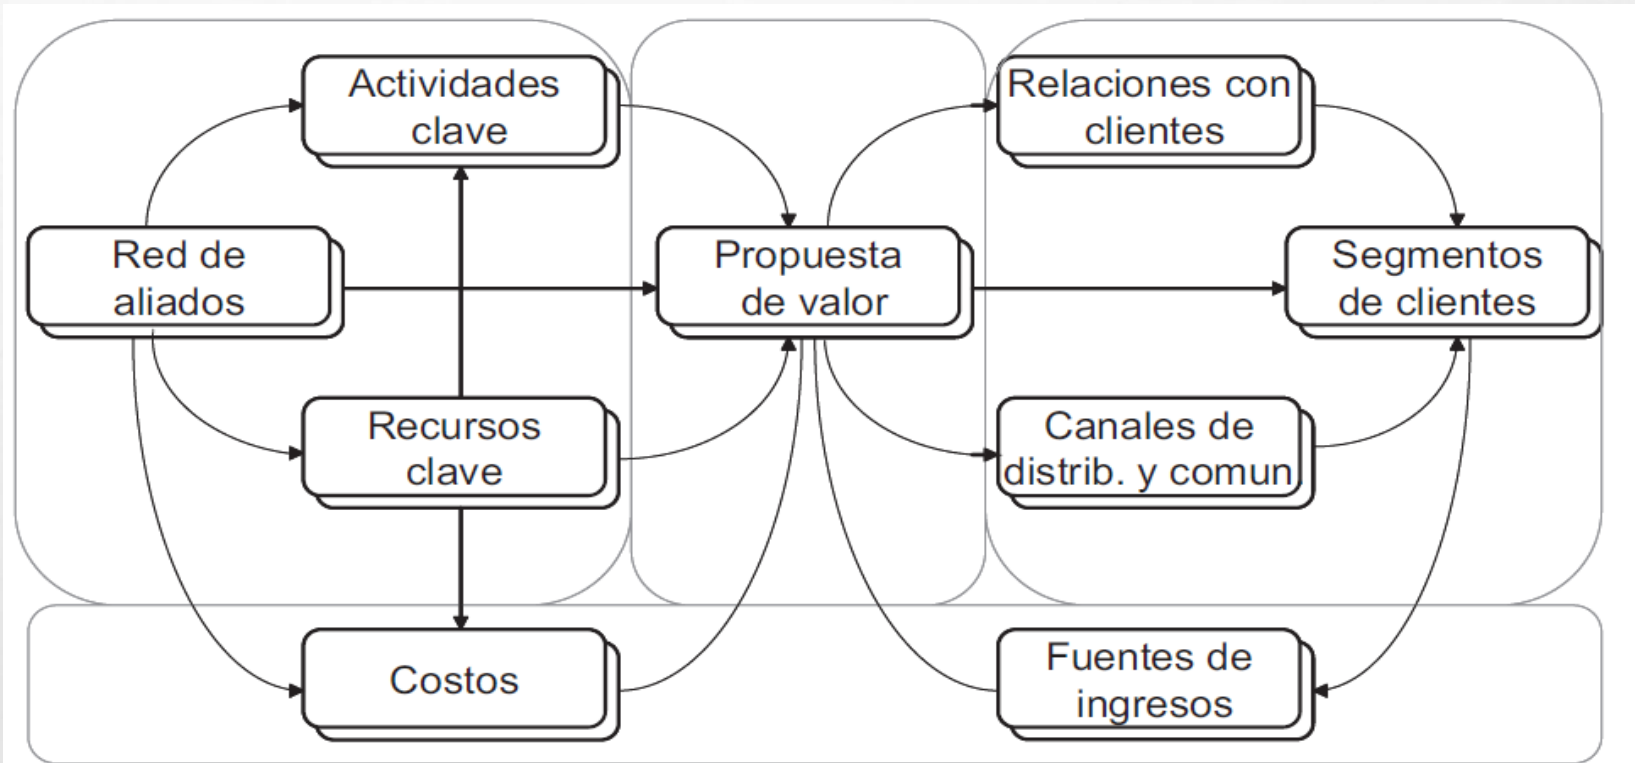 Actividades
clave
Relaciones con
clientes
Red de
aliados
Propuesta
de valor
Segmentos
de clientes
Recursos
clave
Canales de
distrib. y comun.
Costos
Fuentes de
ingresos